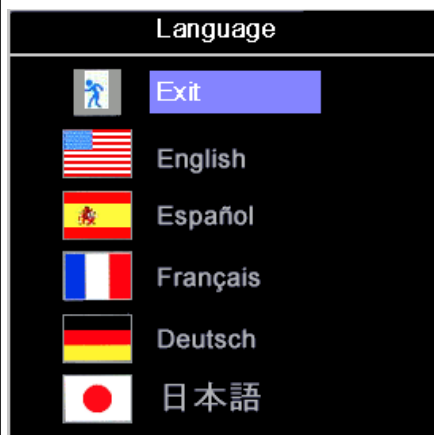 Language
Exit
English
Español
Français
Deutsch
日本語